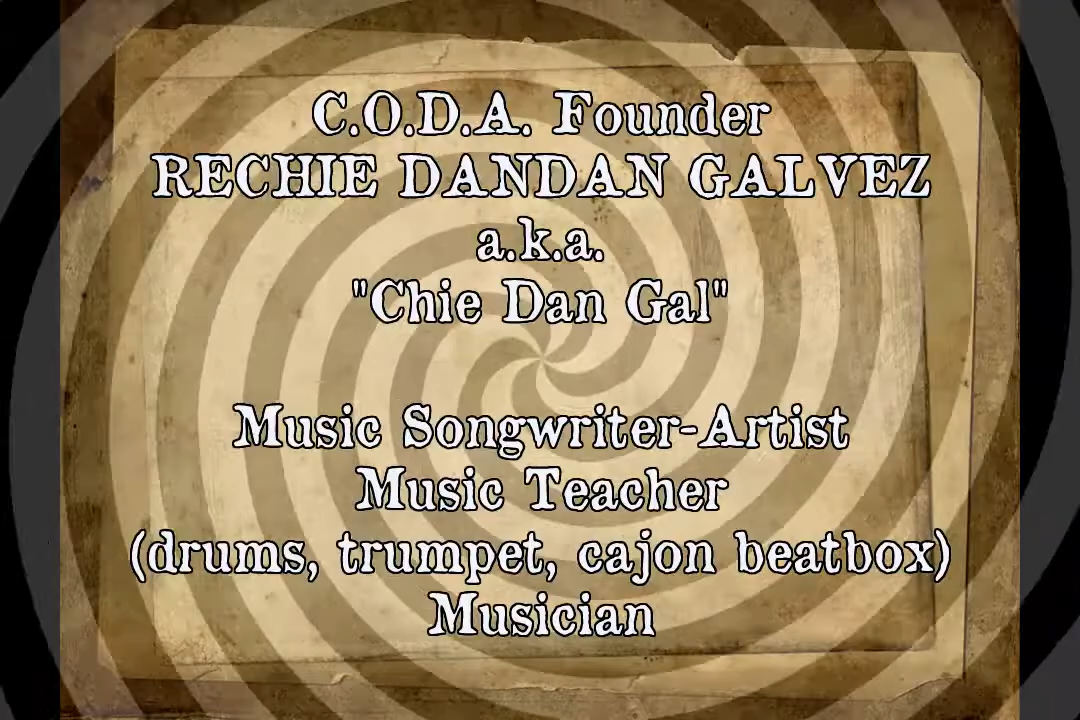 C.O.D.A. Founder
RECHIE DANDAN GALVEZ
a.k.a.
"Chie Dan Gal"
Music Songwriter-Artist
Music Teacher
(drums, trumpet, cajon beatbox)
Musician